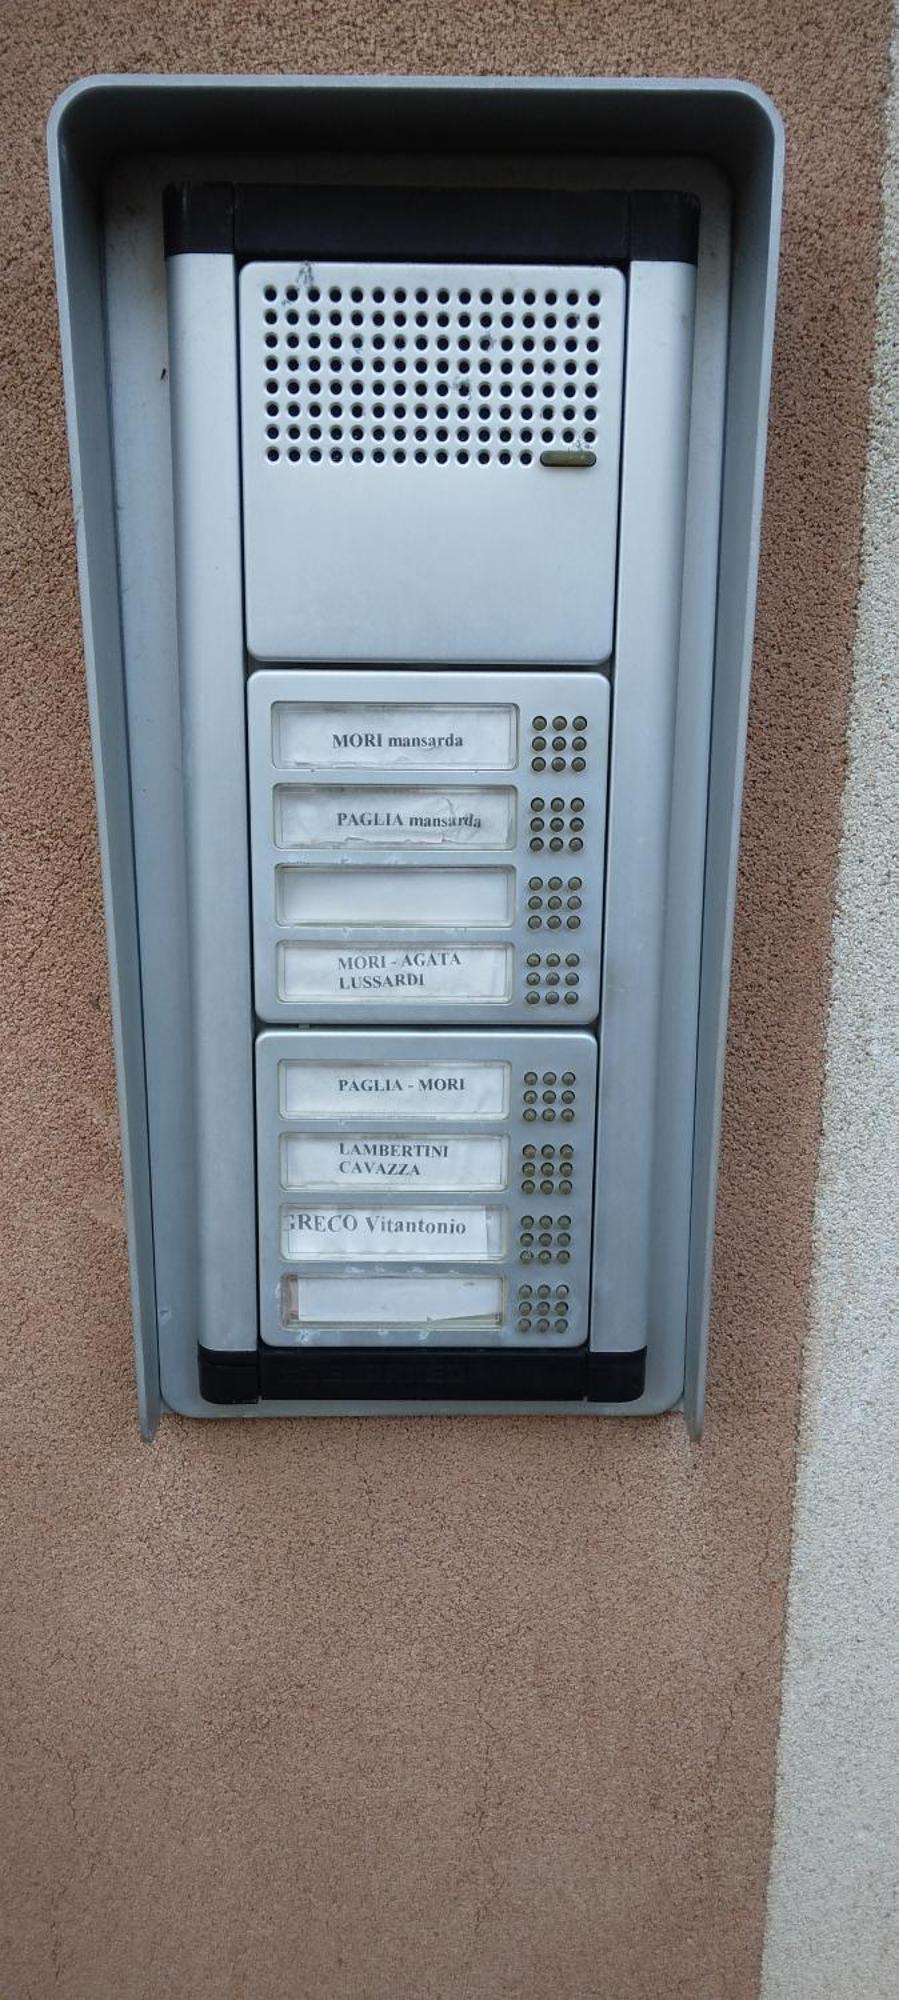 MORI mansarda
PAGLIA mansarda
MORI - AGATA
LUSSARDI
PAGLIA - MORI
LAMBERTINI
CAVAZZA
GRECO Vitantonio